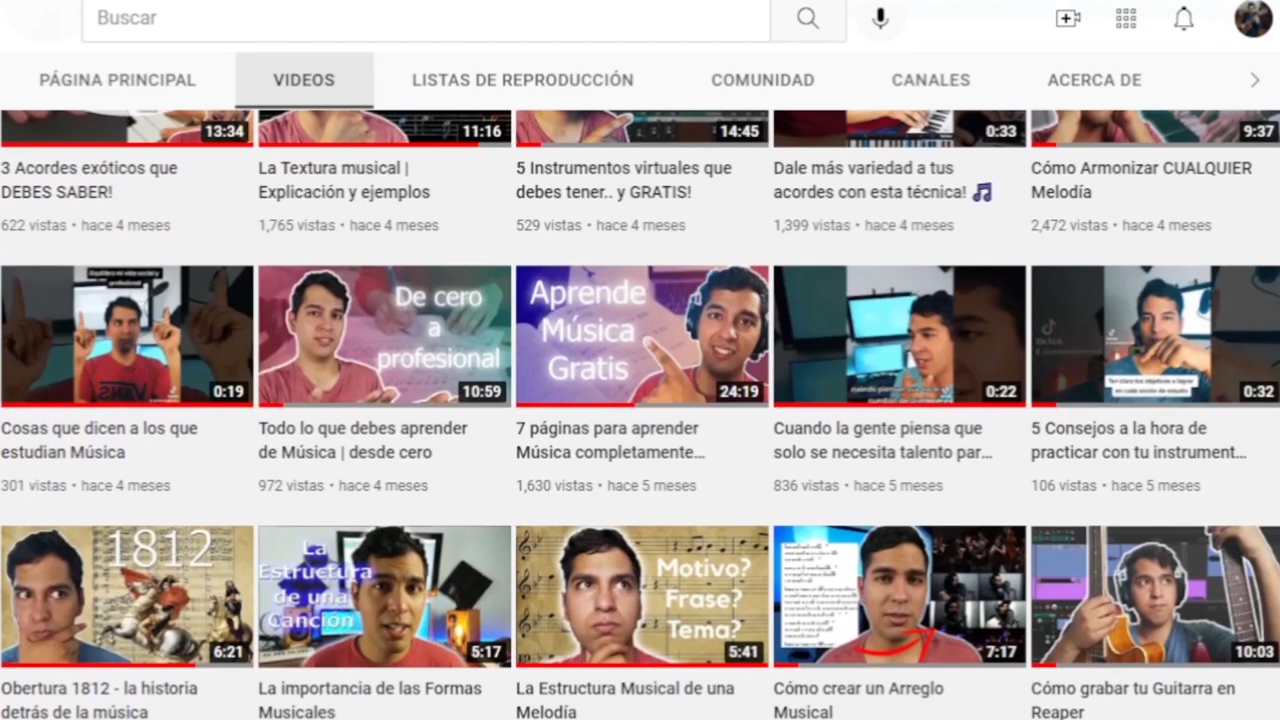 Buscar
PÁGINA PRINCIPAL
VIDEOS
LISTAS DE REPRODUCCIÓN
COMUNIDAD
CANALES
ACERCA DE
13:34
11:16
14:45
0:33
9:37
3 Acordes exóticos que
DEBES SABER!
622 vistas • hace 4 meses
La Textura musical |
Explicación y ejemplos
1,765 vistas • hace 4 meses
5 Instrumentos virtuales que
debes tener.. y GRATIS!
529 vistas • hace 4 meses
Dale más variedad a tus
acordes con esta técnica! 🎵
1,399 vistas • hace 4 meses
Cómo Armonizar CUALQUIER
Melodía
2,472 vistas • hace 4 meses
VANS
0:19
De cero
a
profesional
10:59
Aprende
Música
Gratis
24:19
0:22
Ten claro tus objetivos a lograr
en cada sesión de estudio
0:32
Cosas que dicen a los que
estudian Música
301 vistas • hace 4 meses
Todo lo que debes aprender
de Música | desde cero
972 vistas • hace 4 meses
7 páginas para aprender
Música completamente...
1,630 vistas • hace 5 meses
Cuando la gente piensa que
solo se necesita talento par...
836 vistas • hace 5 meses
5 Consejos a la hora de
practicar con tu instrument...
106 vistas • hace 5 meses
1812
6:21
La
Estructura
de una
Canción
5:17
Motivo?
Frase?
Tema?
5:41
7:17
10:03
Obertura 1812 - la historia
detrás de la música
La importancia de las Formas
Musicales
La Estructura Musical de una
Melodía
Cómo crear un Arreglo
Musical
Cómo grabar tu Guitarra en
Reaper